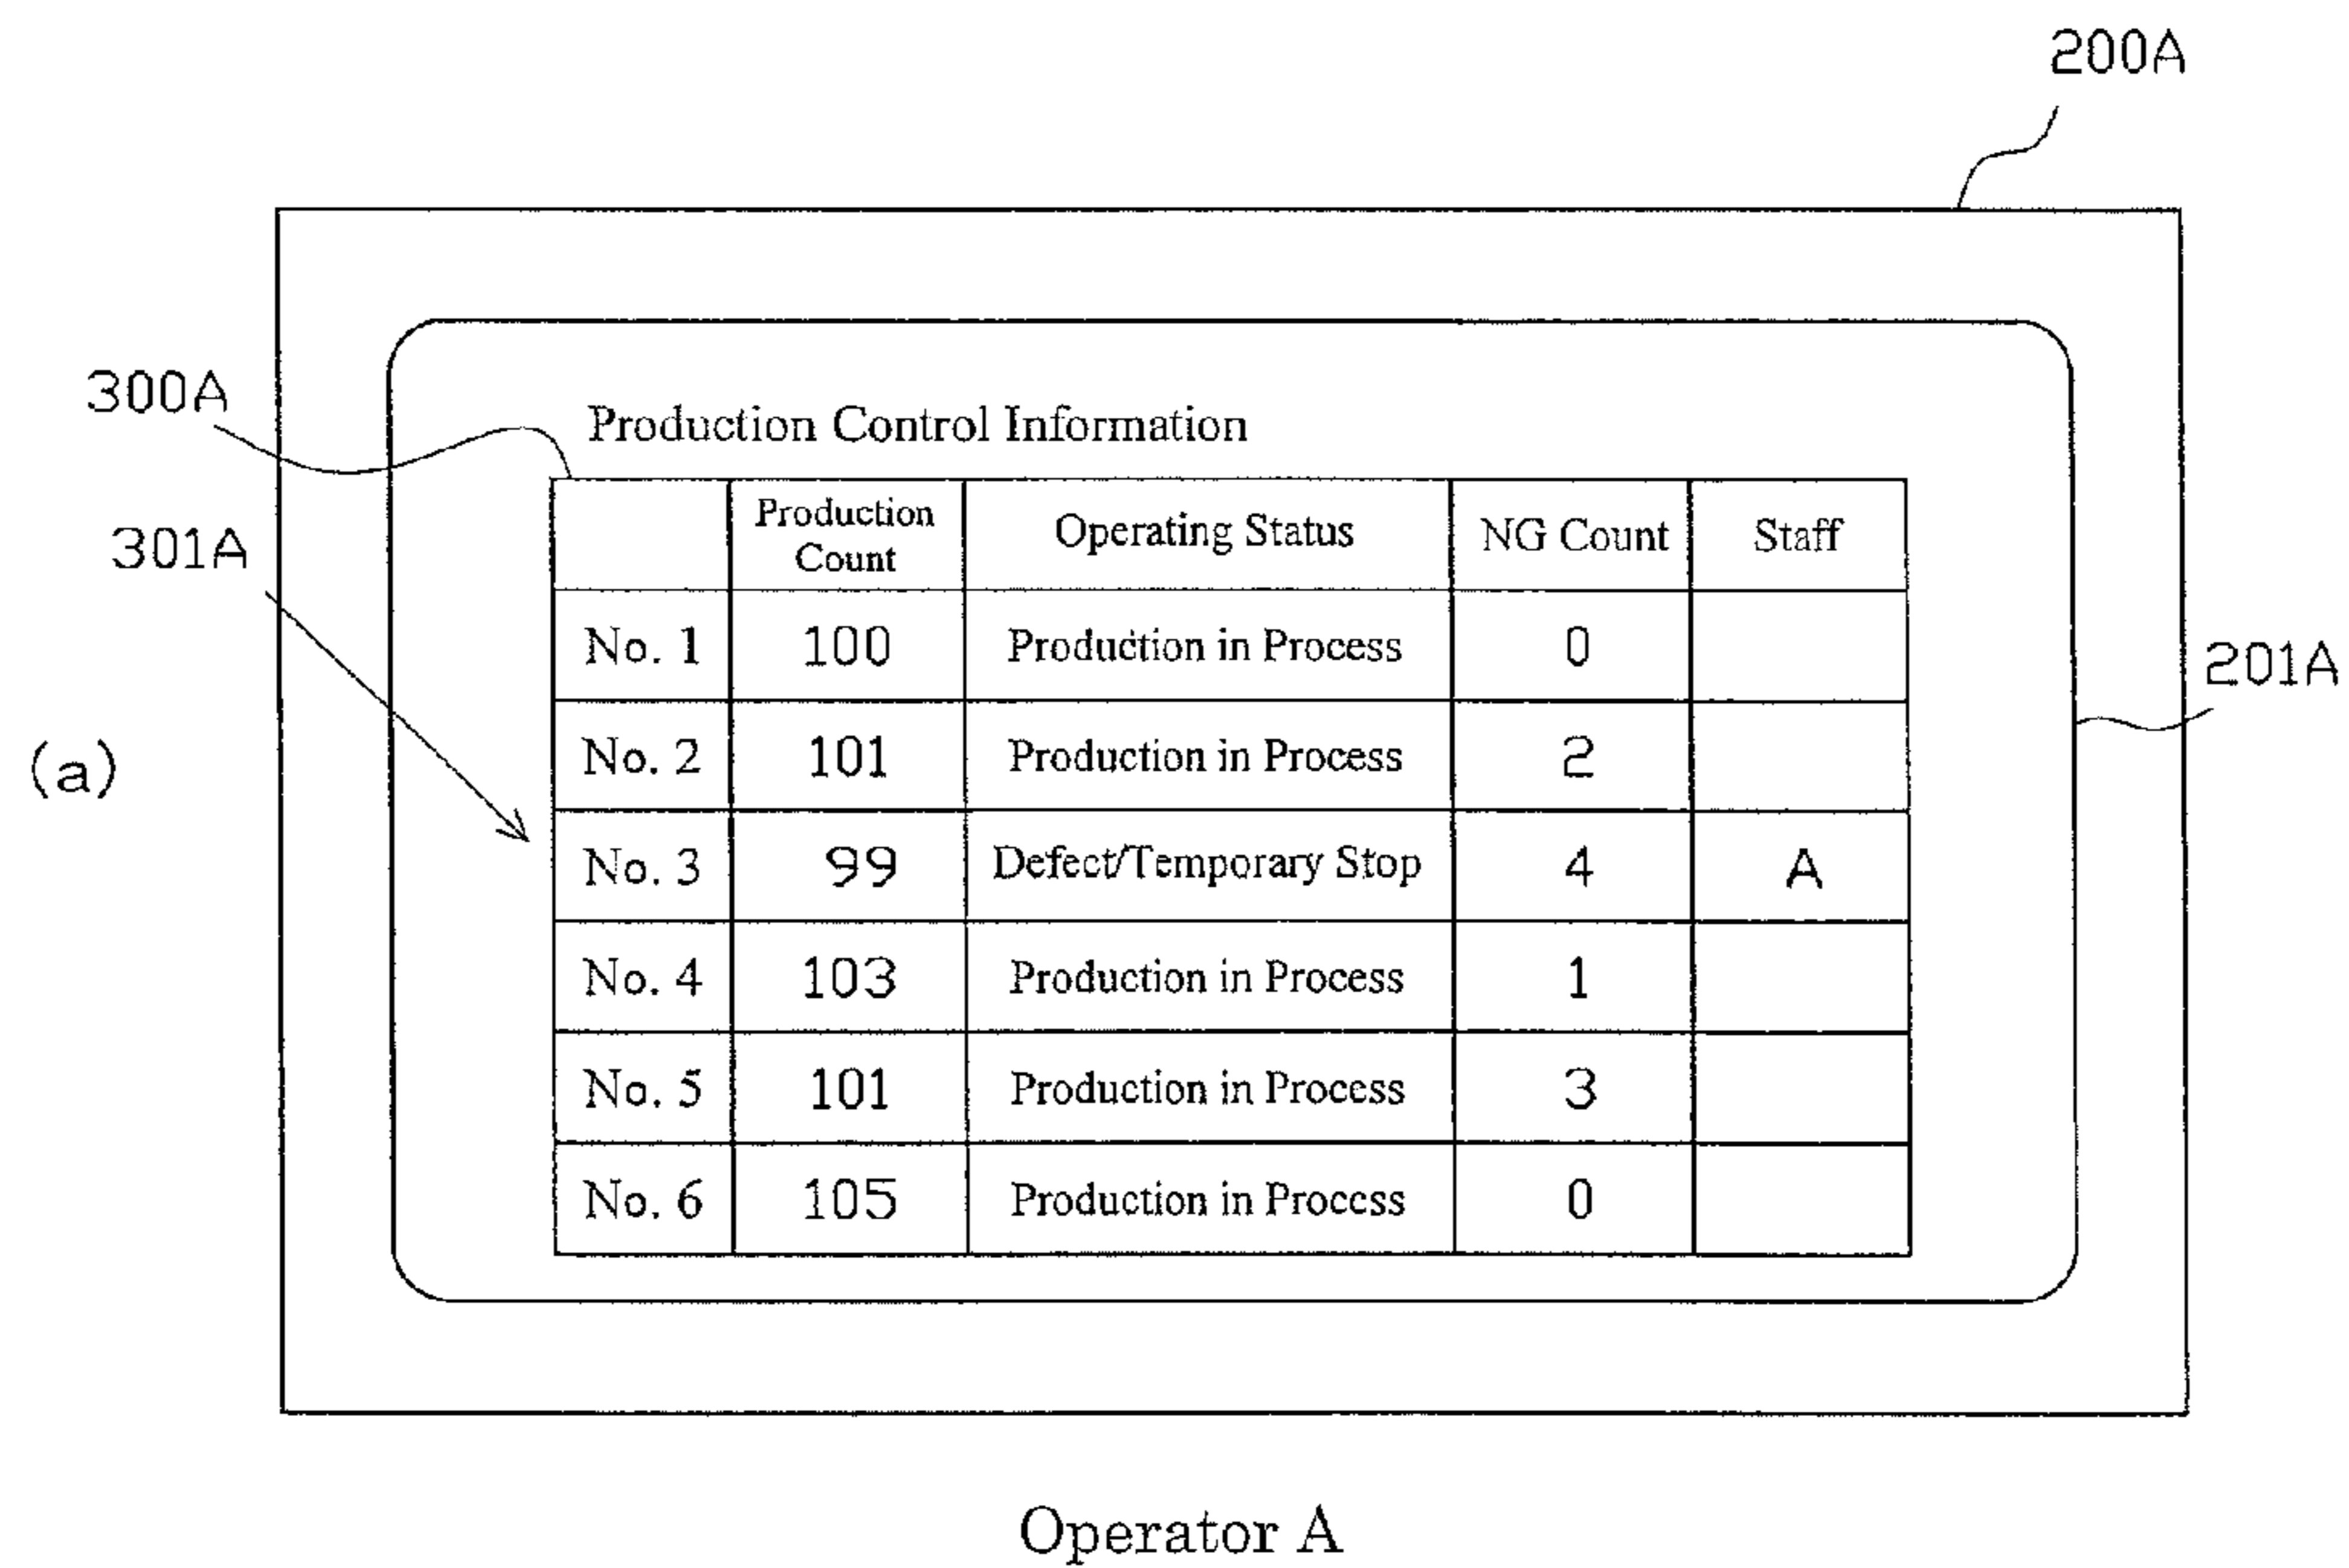 200A
300A
Production Control Information
301A
Production Count Operating Status NG Count Staff
No. 1 100 Production in Process 0
201A
No. 2 101 Production in Process 2
(a)
No. 3 99 Defect/Temporary Stop 4 A
No. 4 103 Production in Process 1
No. 5 101 Production in Process 3
No. 6 105 Production in Process 0
Operator A